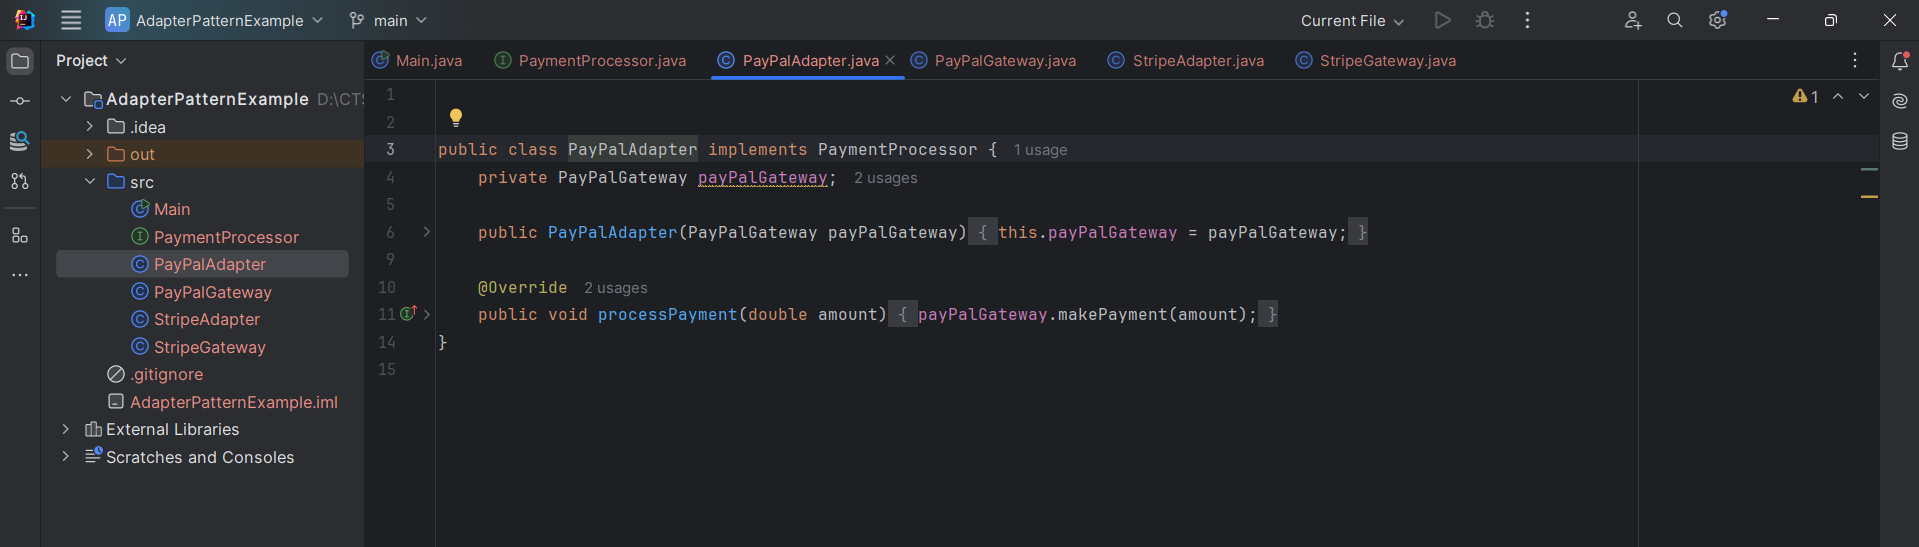 AP AdapterPatternExample main Current File
Project
Main.java PaymentProcessor.java PayPalAdapter.java PayPalGateway.java StripeAdapter.java StripeGateway.java
AdapterPatternExample D:\CTS
.idea
out
src
Main
PaymentProcessor
PayPalAdapter
PayPalGateway
StripeAdapter
StripeGateway
.gitignore
AdapterPatternExample.iml
External Libraries
Scratches and Consoles
1
2
3 public class PayPalAdapter implements PaymentProcessor { 1 usage
4 private PayPalGateway payPalGateway; 2 usages
5
6 public PayPalAdapter(PayPalGateway payPalGateway) { this.payPalGateway = payPalGateway; }
9
10 @Override 2 usages
11 public void processPayment(double amount) { payPalGateway.makePayment(amount); }
14 }
15
1